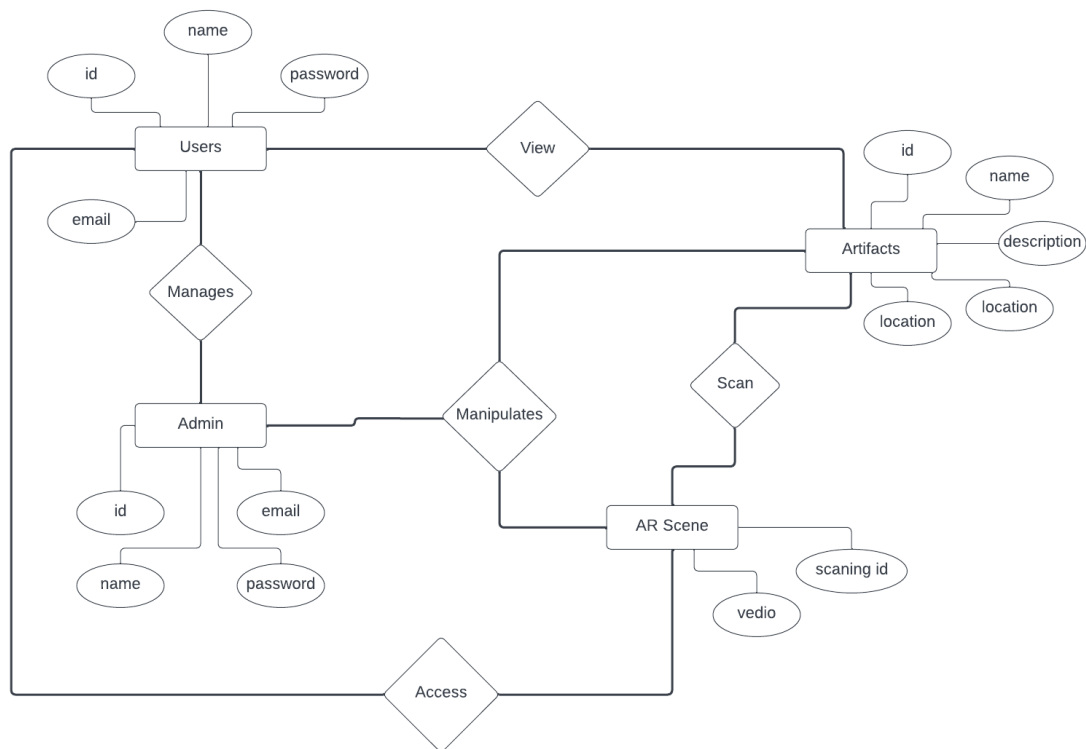 name
id
password
Users
View
id
name
email
Artifacts
description
Manages
location
location
Scan
Manipulates
Admin
id
email
AR Scene
name
password
scaning id
vedio
Access